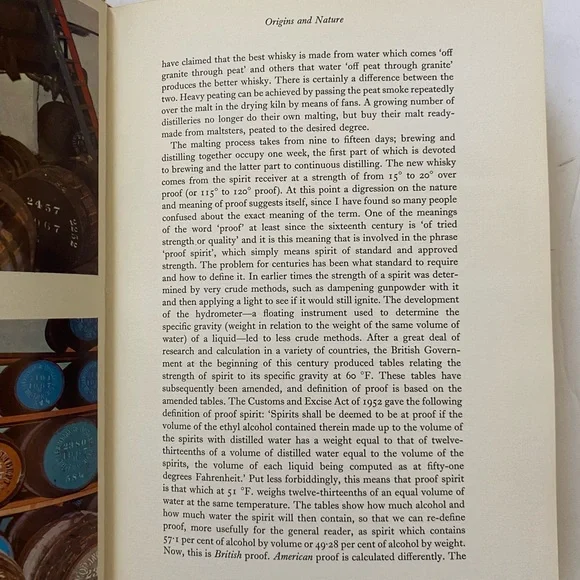 Origins and Nature
have claimed that the best whisky is made from water which comes 'off
granite through peat' and others that water 'off peat through granite'
produces the better whisky. There is certainly a difference between the
two. Heavy peating can be achieved by passing the peat smoke repeatedly
over the malt in the drying kiln by means of fans. A growing number of
distilleries no longer do their own malting, but buy their malt ready-
made from maltsters, peated to the desired degree.
The malting process takes from nine to fifteen days; brewing and
distilling together occupy one week, the first part of which is devoted
to brewing and the latter part to continuous distilling. The new whisky
comes from the spirit receiver at a strength of from 15° to 20° over
proof (or 115° to 120° proof). At this point a digression on the nature
and meaning of proof suggests itself, since I have found so many people
confused about the exact meaning of the term. One of the meanings
of the word 'proof' at least since the sixteenth century is 'of tried
strength or quality' and it is this meaning that is involved in the phrase
'proof spirit', which simply means spirit of standard and approved
strength. The problem for centuries has been what standard to require
and how to define it. In earlier times the strength of a spirit was deter-
mined by very crude methods, such as dampening gunpowder with it
and then applying a light to see if it would still ignite. The development
of the hydrometer—a floating instrument used to determine the
specific gravity (weight in relation to the weight of the same volume of
water) of a liquid—led to less crude methods. After a great deal of
research and calculation in a variety of countries, the British Govern-
ment at the beginning of this century produced tables relating the
strength of spirit to its specific gravity at 60 °F. These tables have
subsequently been amended, and definition of proof is based on the
amended tables. The Customs and Excise Act of 1952 gave the following
definition of proof spirit: 'Spirits shall be deemed to be at proof if the
volume of the ethyl alcohol contained therein made up to the volume of
the spirits with distilled water has a weight equal to that of twelve-
thirteenths of a volume of distilled water equal to the volume of the
spirits, the volume of each liquid being computed as at fifty-one
degrees Fahrenheit.' Put less forbiddingly, this means that proof spirit
is that which at 51 °F. weighs twelve-thirteenths of an equal volume of
water at the same temperature. The tables show how much alcohol and
how much water the spirit will then contain, so that we can re-define
proof, more usefully for the general reader, as spirit which contains
57·1 per cent of alcohol by volume or 49·28 per cent of alcohol by weight.
Now, this is British proof. American proof is calculated differently. The
2457